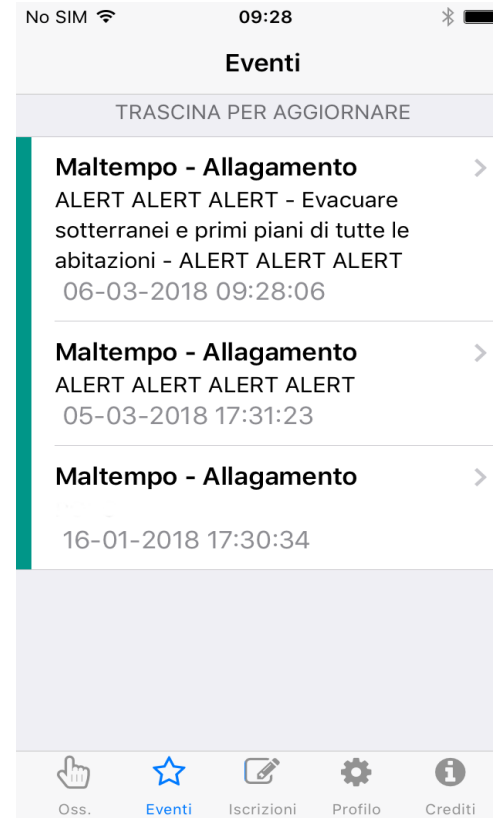 No SIM 09:28
Eventi
TRASCINA PER AGGIORNARE
Maltempo - Allagamento
ALERT ALERT ALERT - Evacuare
sotterranei e primi piani di tutte le
abitazioni - ALERT ALERT ALERT
06-03-2018 09:28:06
Maltempo - Allagamento
ALERT ALERT ALERT ALERT
05-03-2018 17:31:23
Maltempo - Allagamento
16-01-2018 17:30:34
Oss. Eventi Iscrizioni Profilo Crediti